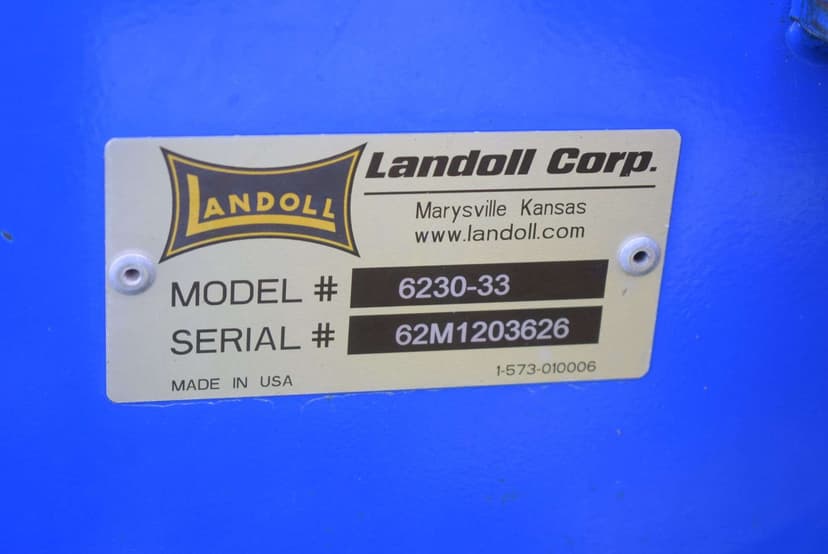 LANDOLL
Landoll Corp.
Marysville Kansas
www.landoll.com
MODEL # 6230-33
SERIAL # 62M1203626
MADE IN USA
1-573-010006